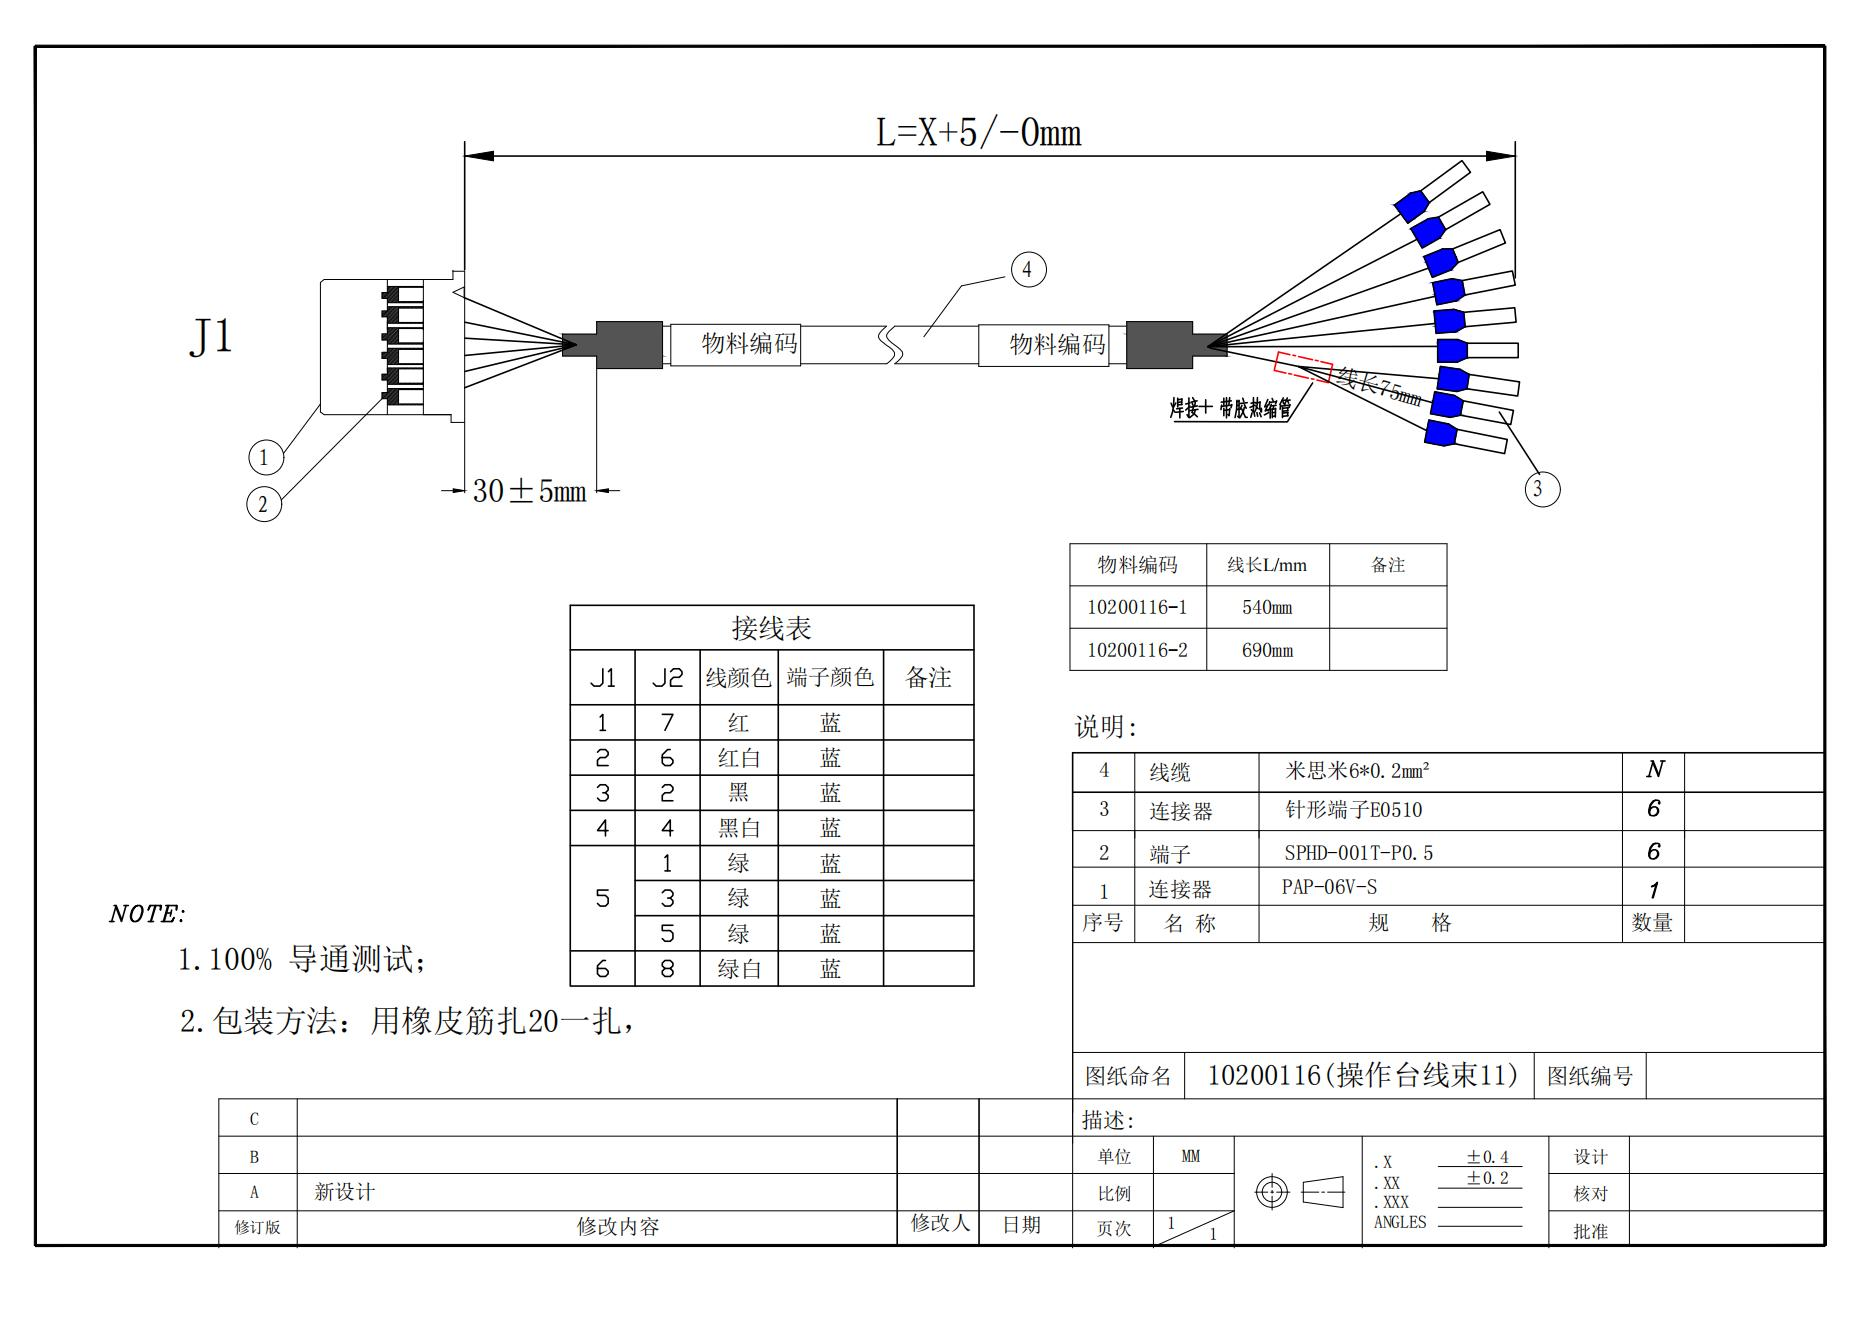 L=X+5/-0mm
4
J1
物料编码
物料编码
线长75mm
焊接+ 带胶热缩管
1
2
30±5mm
3
物料编码 线长L/mm 备注
10200116-1 540mm
10200116-2 690mm
接线表
J1 J2 线颜色 端子颜色 备注
1 7 红 蓝
2 6 红白 蓝
3 2 黑 蓝
4 4 黑白 蓝
5 1 绿 蓝
3 绿 蓝
5 绿 蓝
6 8 绿白 蓝
说明:
4 线缆 米思米6*0.2mm² N
3 连接器 针形端子E0510 6
2 端子 SPHD-001T-P0.5 6
1 连接器 PAP-06V-S 1
序号 名 称 规 格 数量
NOTE:
1.100% 导通测试;
2.包装方法: 用橡皮筋扎20一扎,
图纸命名 10200116(操作台线束11) 图纸编号
描述:
C
B
A 新设计
修订版 修改内容 修改人 日期
单位 MM
比例
页次 1 1
.X ±0.4
.XX ±0.2
.XXX
ANGLES
设计
核对
批准